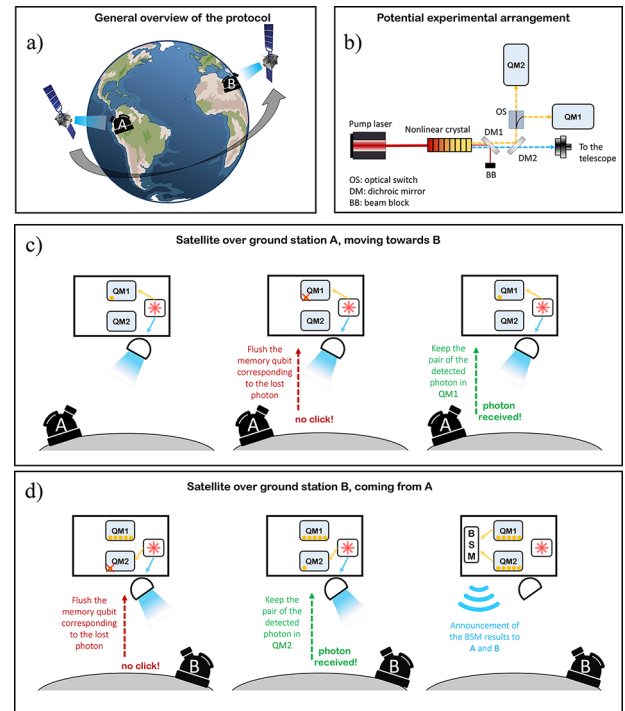 General overview of the protocol
a)
A
B
Potential experimental arrangement
b)
QM2
OS
QM1
Pump laser
Nonlinear crystal
DM1
DM2
To the
telescope
BB
OS: optical switch
DM: dichroic mirror
BB: beam block
c)
Satellite over ground station A, moving towards B
QM1
QM2
A
QM1
QM2
Flush the
memory qubit
corresponding
to the lost
photon
no click!
A
QM1
QM2
Keep the
pair of the
detected
photon in
QM1
photon
received!
A
d)
Satellite over ground station B, coming from A
QM1
QM2
Flush the
memory qubit
corresponding
to the lost
photon
no click!
B
QM1
QM2
Keep the
pair of the
detected
photon in
QM2
photon
received!
B
B
S
M
QM1
QM2
Announcement of
the BSM results to
A and B
B